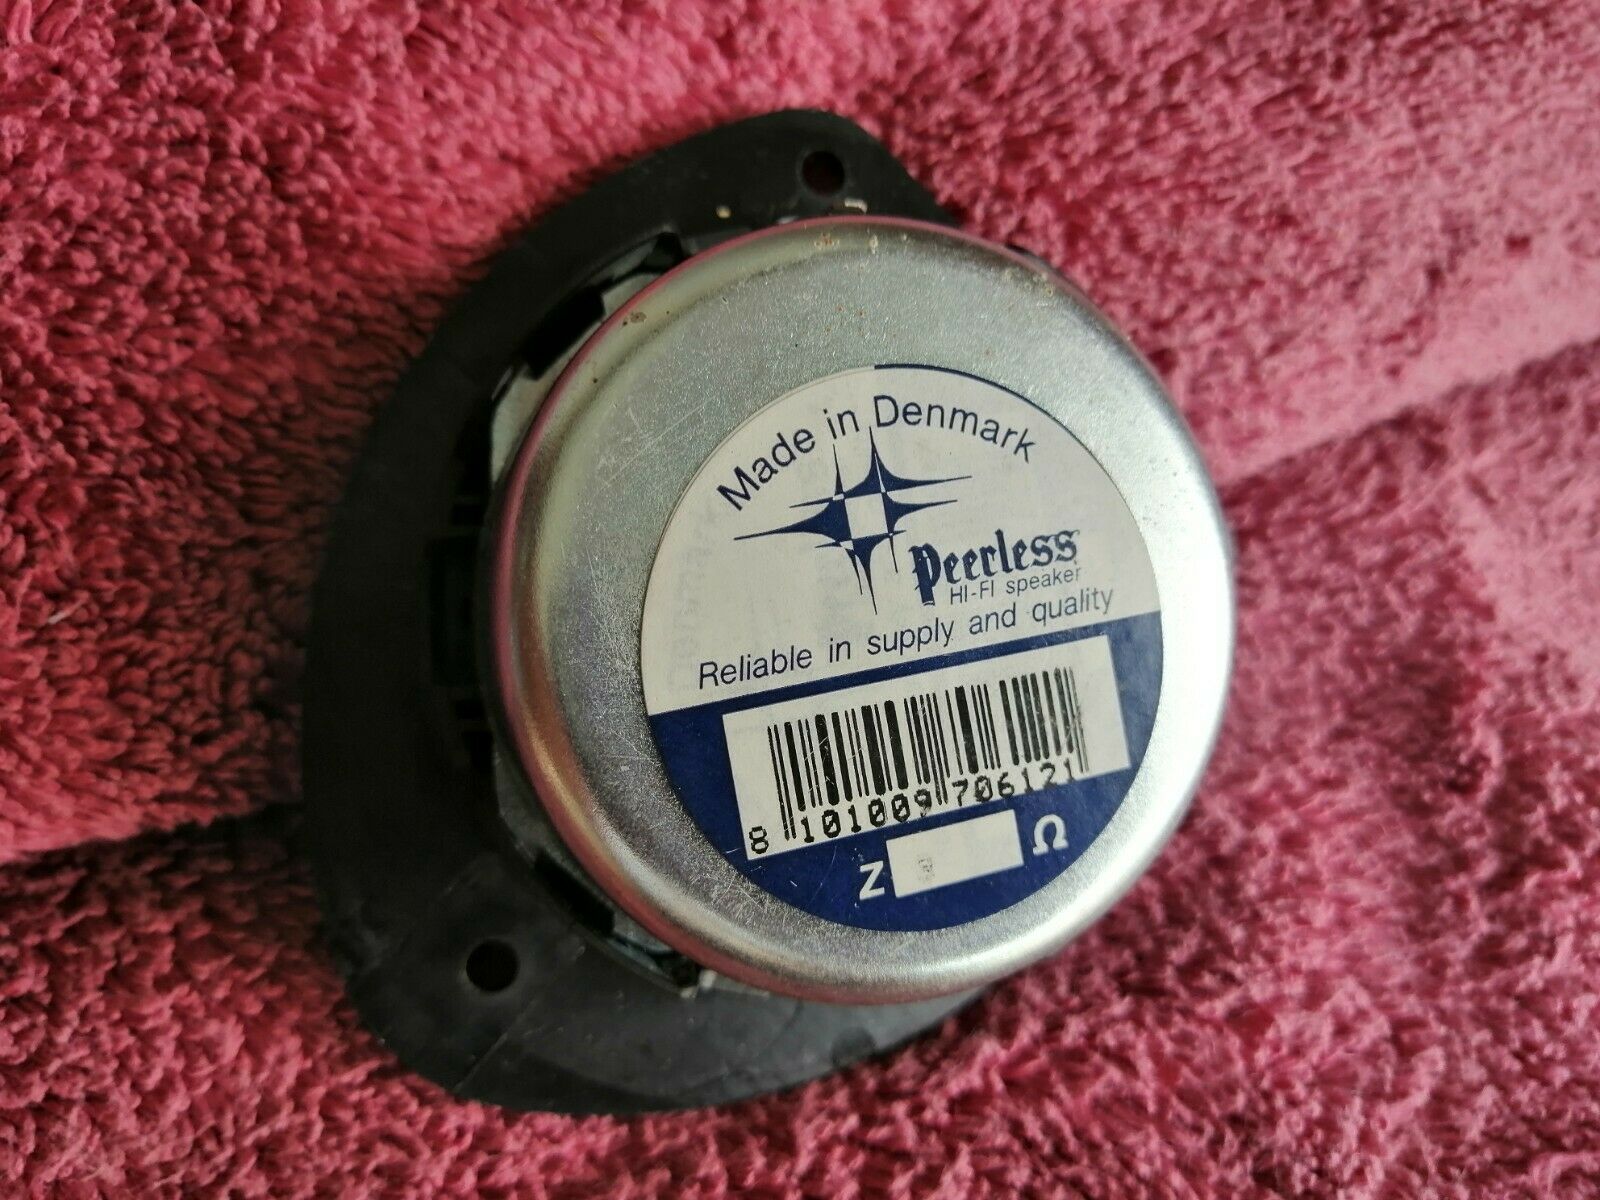 Made in Denmark
Peerless
HI-FI speaker
Reliable in supply and quality
8 101009 706121
Z Ω